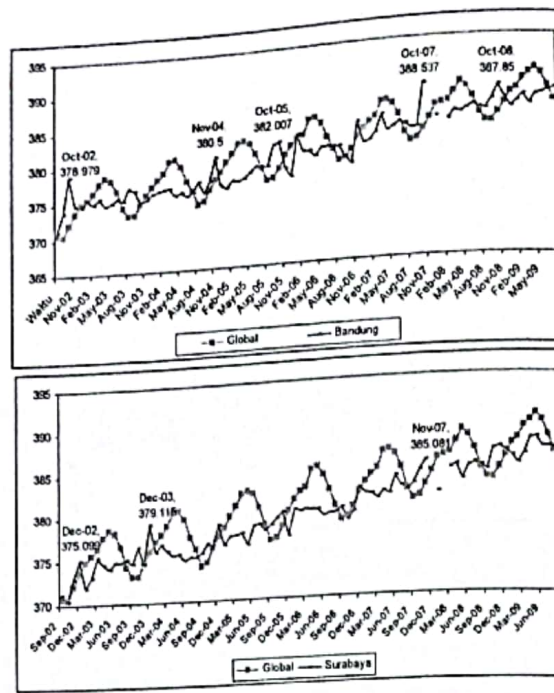 395
390
385
380
375
370
365
Oct-02,
378 979
Nov-04,
380.5
Oct-05,
382 007
Oct-07,
388 537
Oct-08,
387.85
Waktu
Nov-02
Feb-03
May-03
Aug-03
Nov-03
Feb-04
May-04
Aug-04
Nov-04
Feb-05
May-05
Aug-05
Nov-05
Feb-06
May-06
Aug-06
Nov-06
Feb-07
May-07
Aug-07
Nov-07
Feb-08
May-08
Aug-08
Nov-08
Feb-09
May-09
Global
Bandung
395
390
385
380
375
370
Dec-02,
375.099
Dec-03,
379.118
Nov-07,
385.081
Sep-02
Dec-02
Mar-03
Jun-03
Sep-03
Dec-03
Mar-04
Jun-04
Sep-04
Dec-04
Mar-05
Jun-05
Sep-05
Dec-05
Mar-06
Jun-06
Sep-06
Dec-06
Mar-07
Jun-07
Sep-07
Dec-07
Mar-08
Jun-08
Sep-08
Dec-08
Mar-09
Jun-09
Global
Surabaya